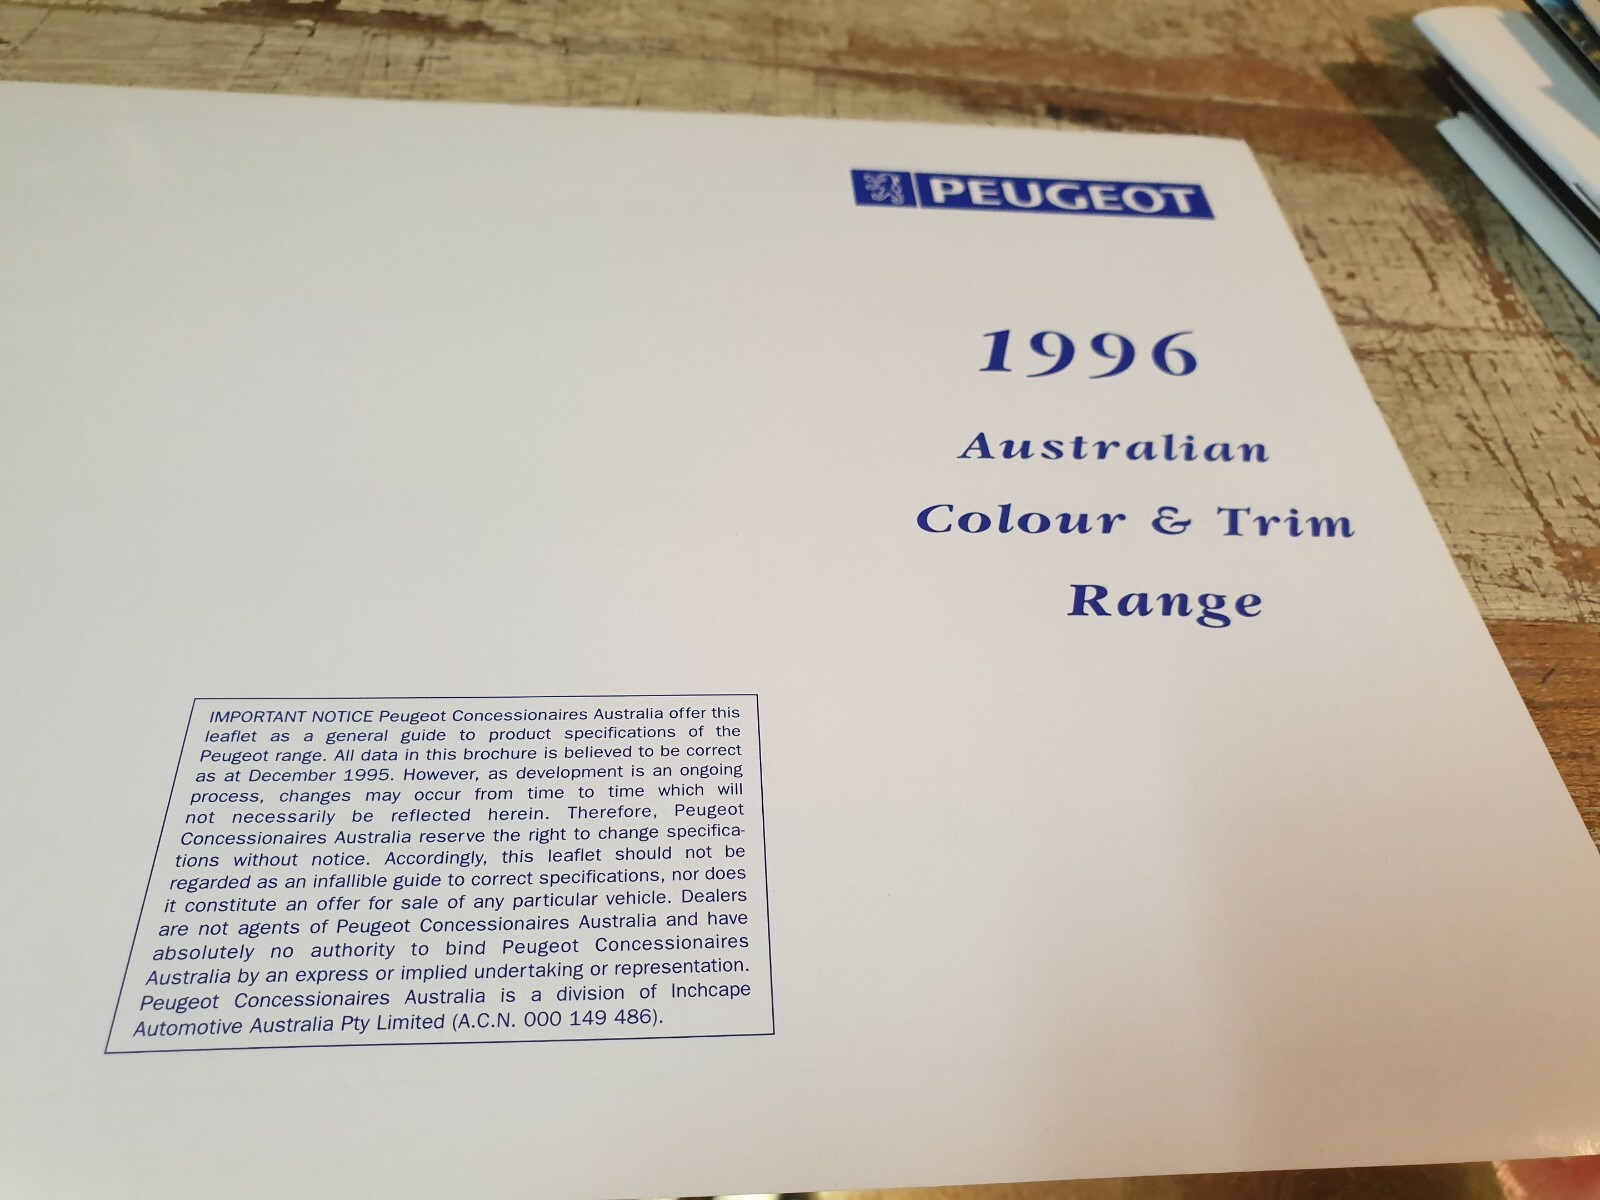 PEUGEOT
1996
Australian
Colour & Trim
Range
IMPORTANT NOTICE Peugeot Concessionaires Australia offer this
leaflet as a general guide to product specifications of the
Peugeot range. All data in this brochure is believed to be correct
as at December 1995. However, as development is an ongoing
process, changes may occur from time to time which will
not necessarily be reflected herein. Therefore, Peugeot
Concessionaires Australia reserve the right to change specifica-
tions without notice. Accordingly, this leaflet should not be
regarded as an infallible guide to correct specifications, nor does
it constitute an offer for sale of any particular vehicle. Dealers
are not agents of Peugeot Concessionaires Australia and have
absolutely no authority to bind Peugeot Concessionaires
Australia by an express or implied undertaking or representation.
Peugeot Concessionaires Australia is a division of Inchcape
Automotive Australia Pty Limited (A.C.N. 000 149 486).